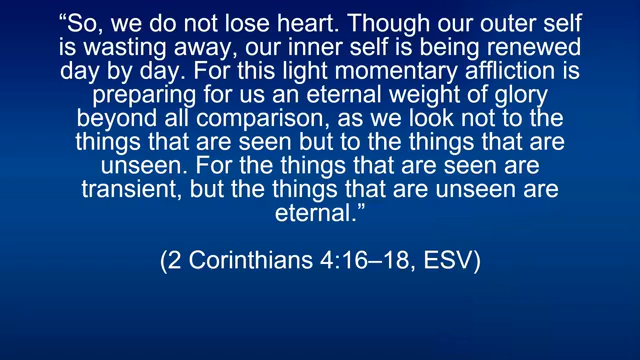 “So, we do not lose heart. Though our outer self
is wasting away, our inner self is being renewed
day by day. For this light momentary affliction is
preparing for us an eternal weight of glory
beyond all comparison, as we look not to the
things that are seen but to the things that are
unseen. For the things that are seen are
transient, but the things that are unseen are
eternal.”
(2 Corinthians 4:16–18, ESV)